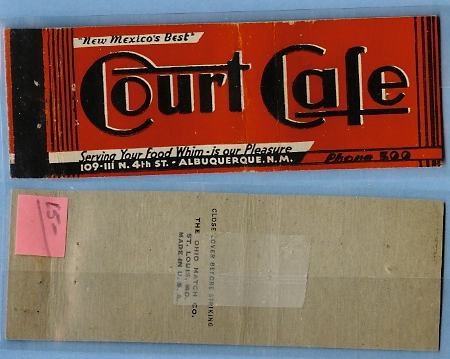 "New Mexico's Best"
Court Cafe
Serving Your Food Whim - is our Pleasure
109-111 N. 4th ST. - ALBUQUERQUE, N.M.
Phone 300
15-
CLOSE COVER BEFORE STRIKING
THE OHIO MATCH CO.
ST. LOUIS, MO.
MADE IN U.S.A.